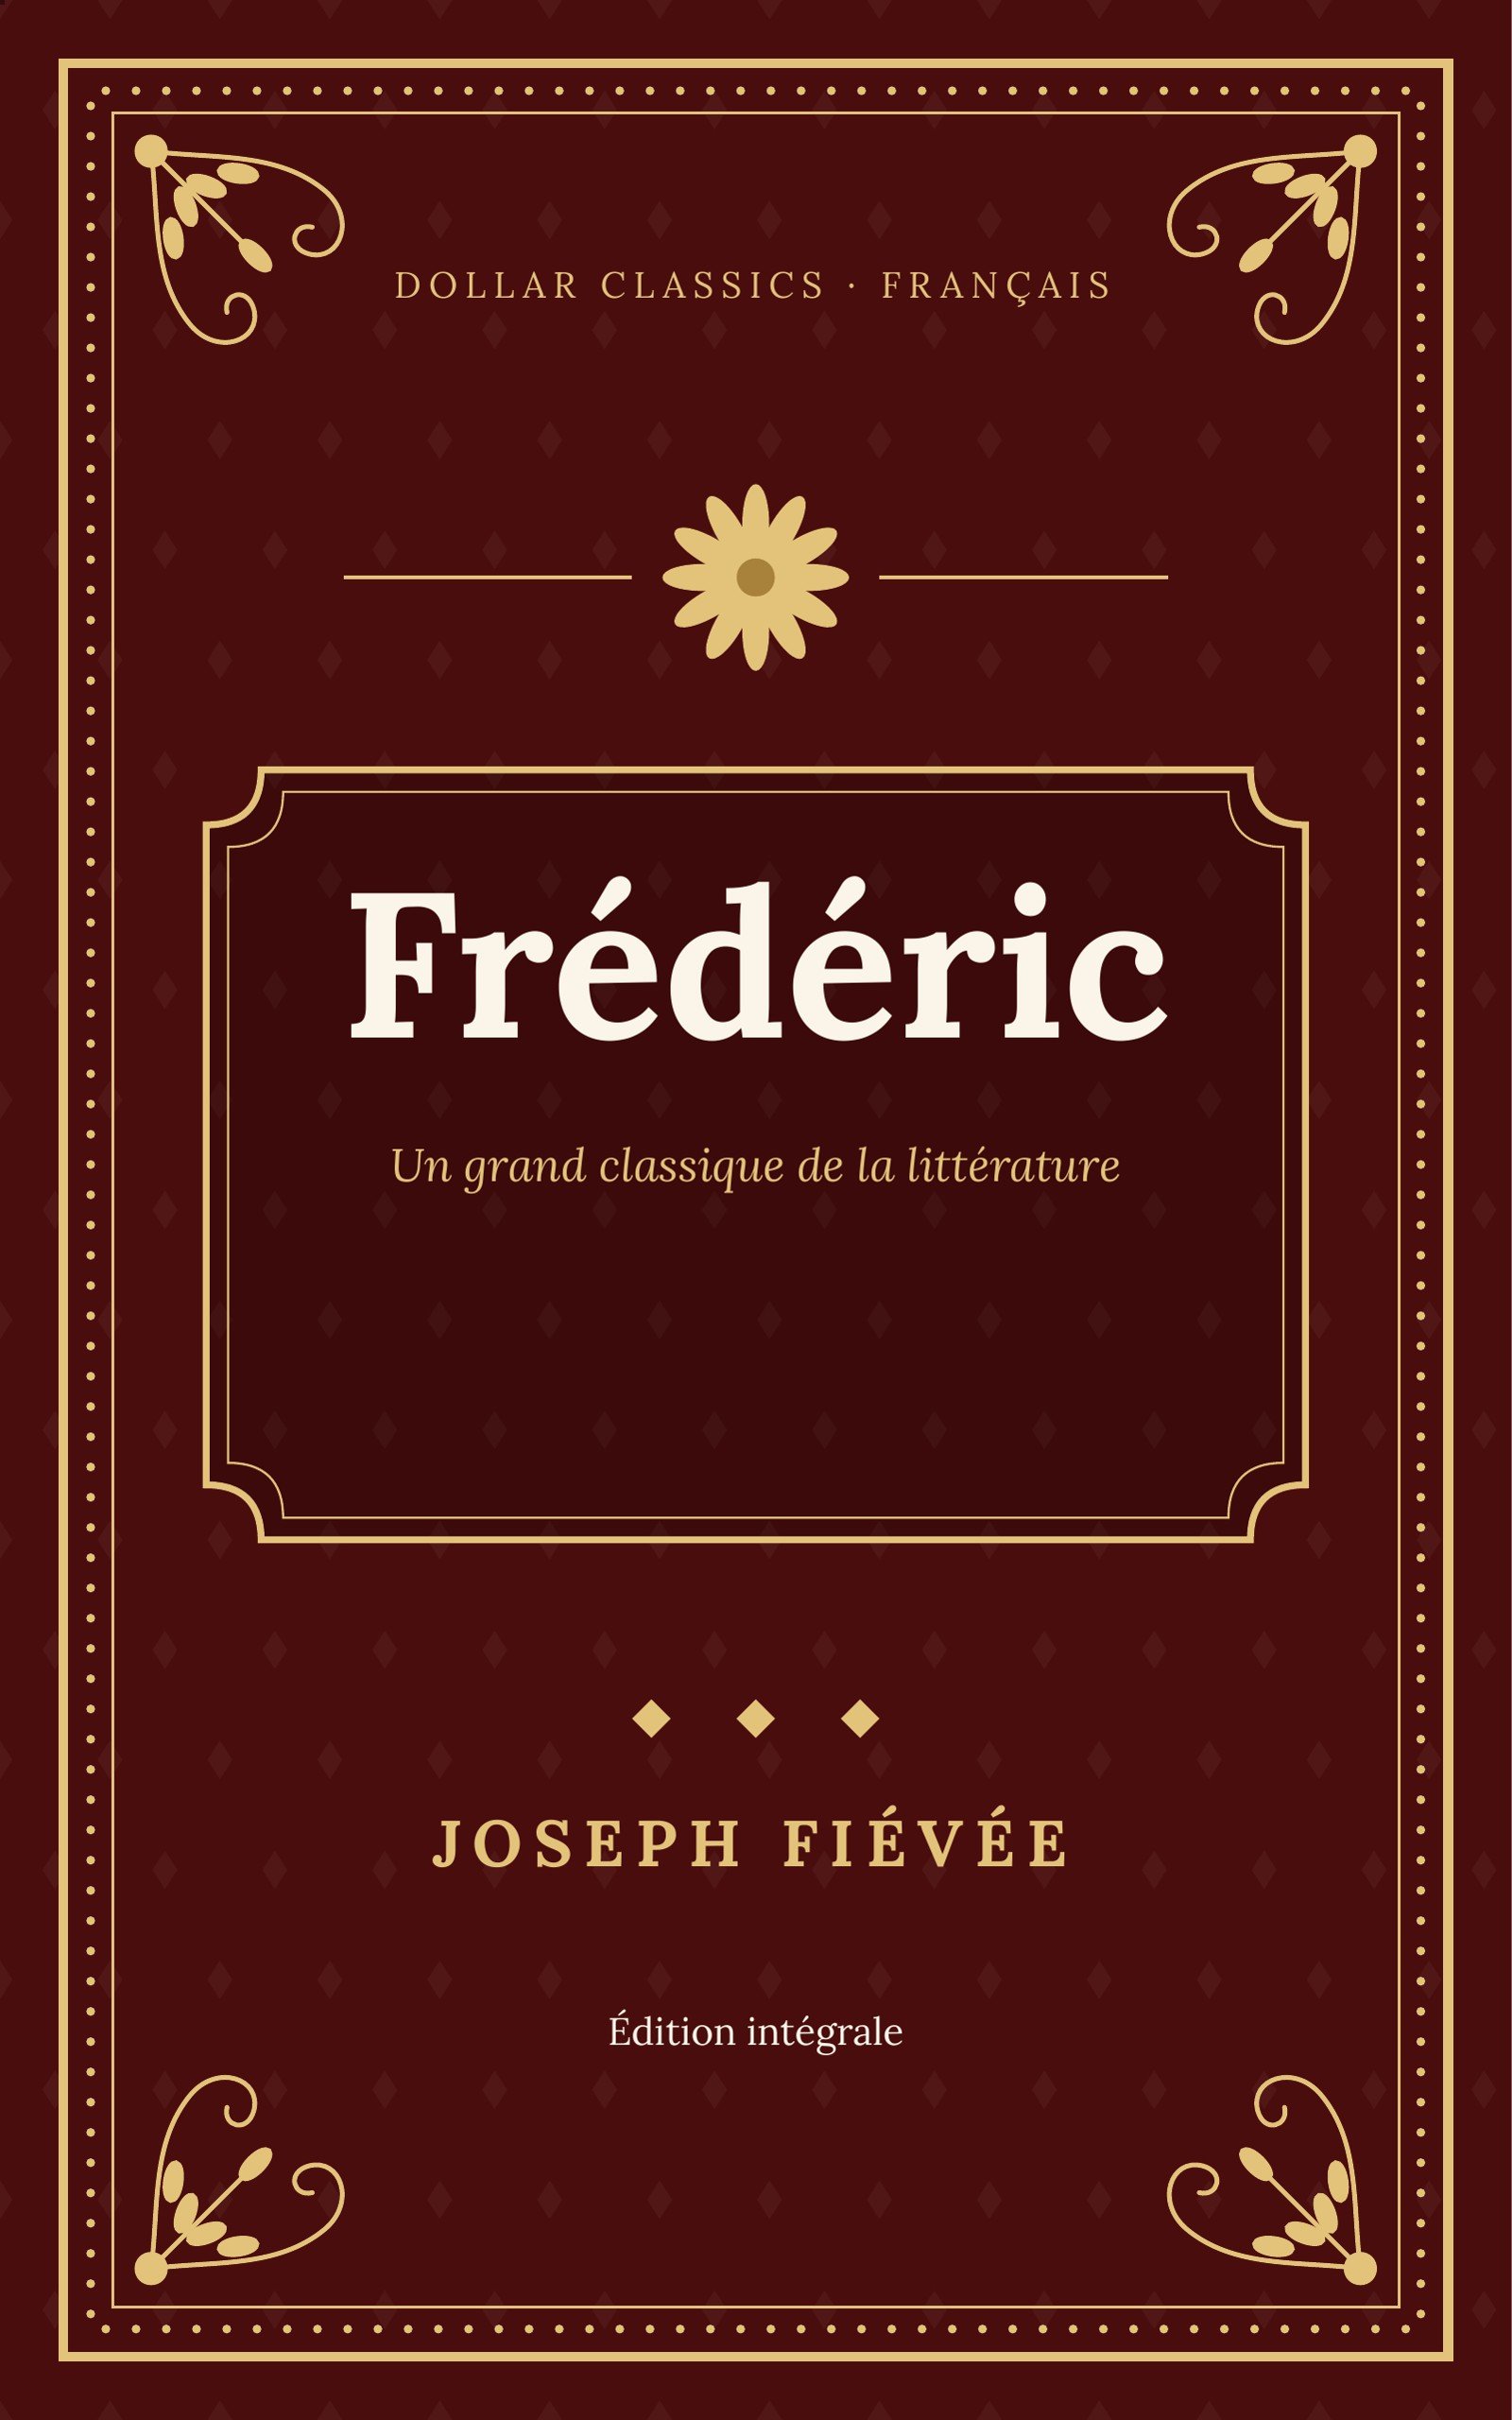 DOLLAR CLASSICS · FRANÇAIS
Frédéric
Un grand classique de la littérature
JOSEPH FIÉVÉE
Édition intégrale